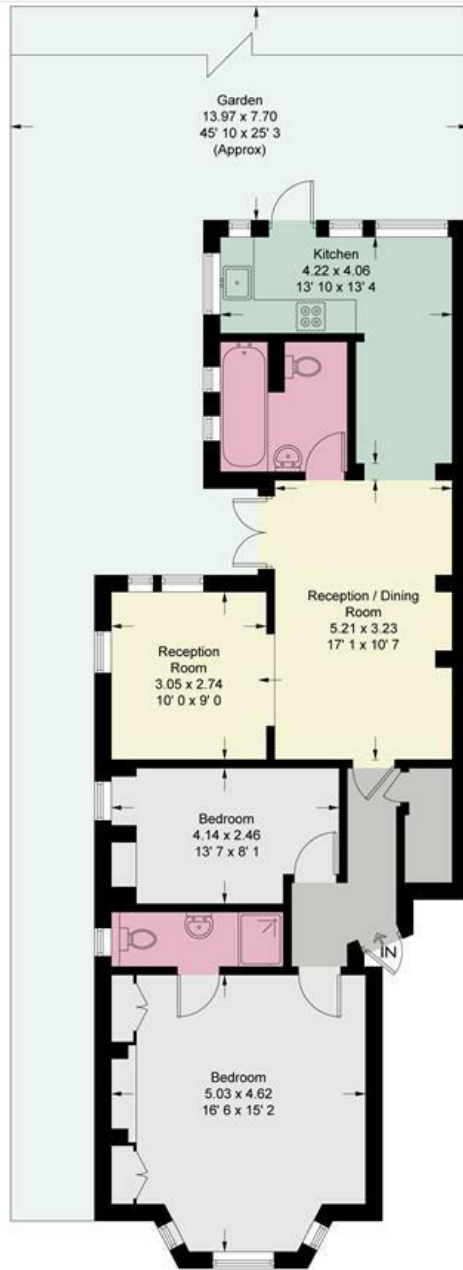 Garden
13.97 x 7.70
45' 10 x 25' 3
(Approx)
Kitchen
4.22 x 4.06
13' 10 x 13' 4
Reception / Dining
Room
5.21 x 3.23
17' 1 x 10' 7
Reception
Room
3.05 x 2.74
10' 0 x 9' 0
Bedroom
4.14 x 2.46
13' 7 x 8' 1
IN
Bedroom
5.03 x 4.62
16' 6 x 15' 2